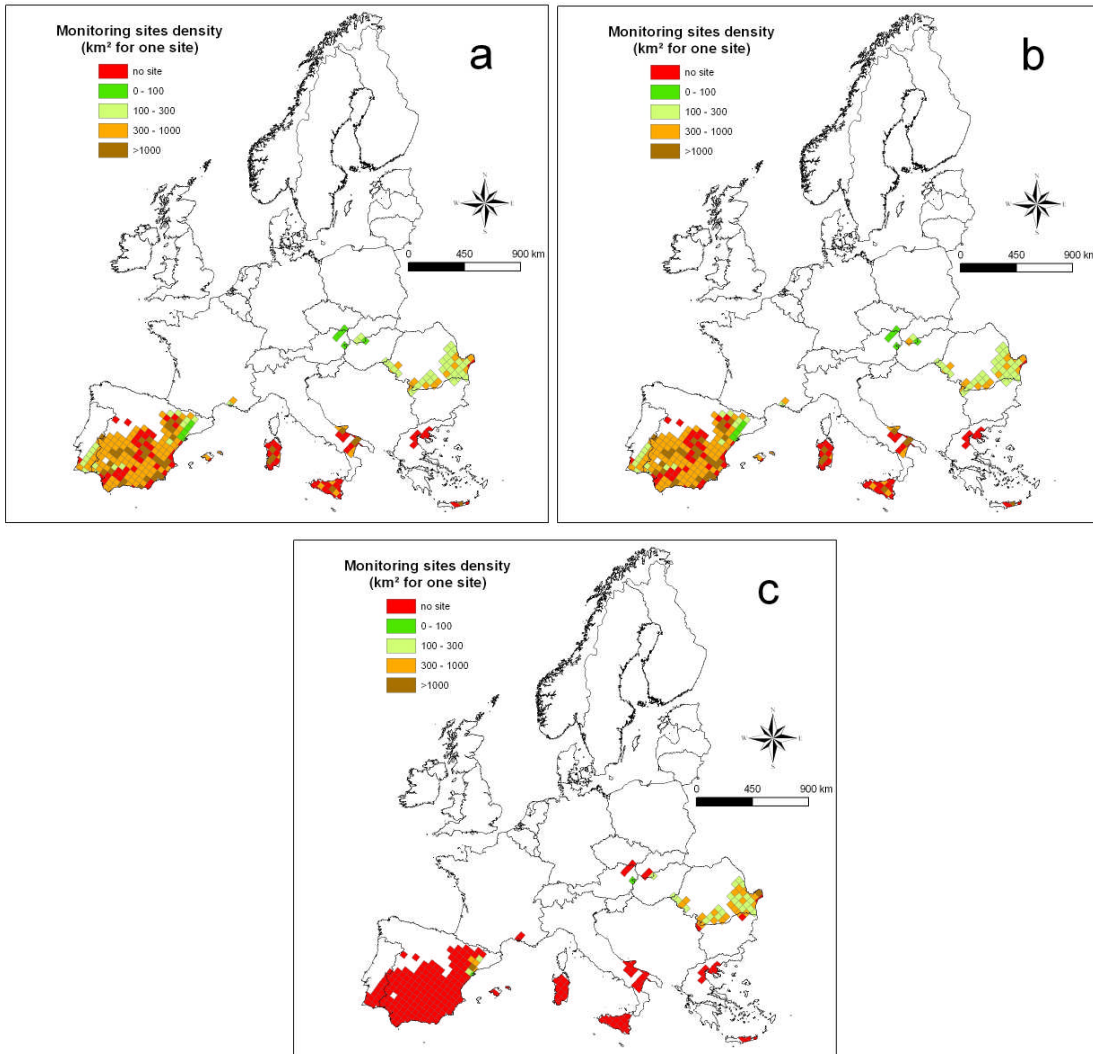 Monitoring sites density
(km² for one site)
a
no site
0 - 100
100 - 300
300 - 1000
>1000
N
W E
S
0 450 900 km
Monitoring sites density
(km² for one site)
b
no site
0 - 100
100 - 300
300 - 1000
>1000
N
W E
S
0 450 900 km
Monitoring sites density
(km² for one site)
c
no site
0 - 100
100 - 300
300 - 1000
>1000
N
W E
S
0 450 900 km